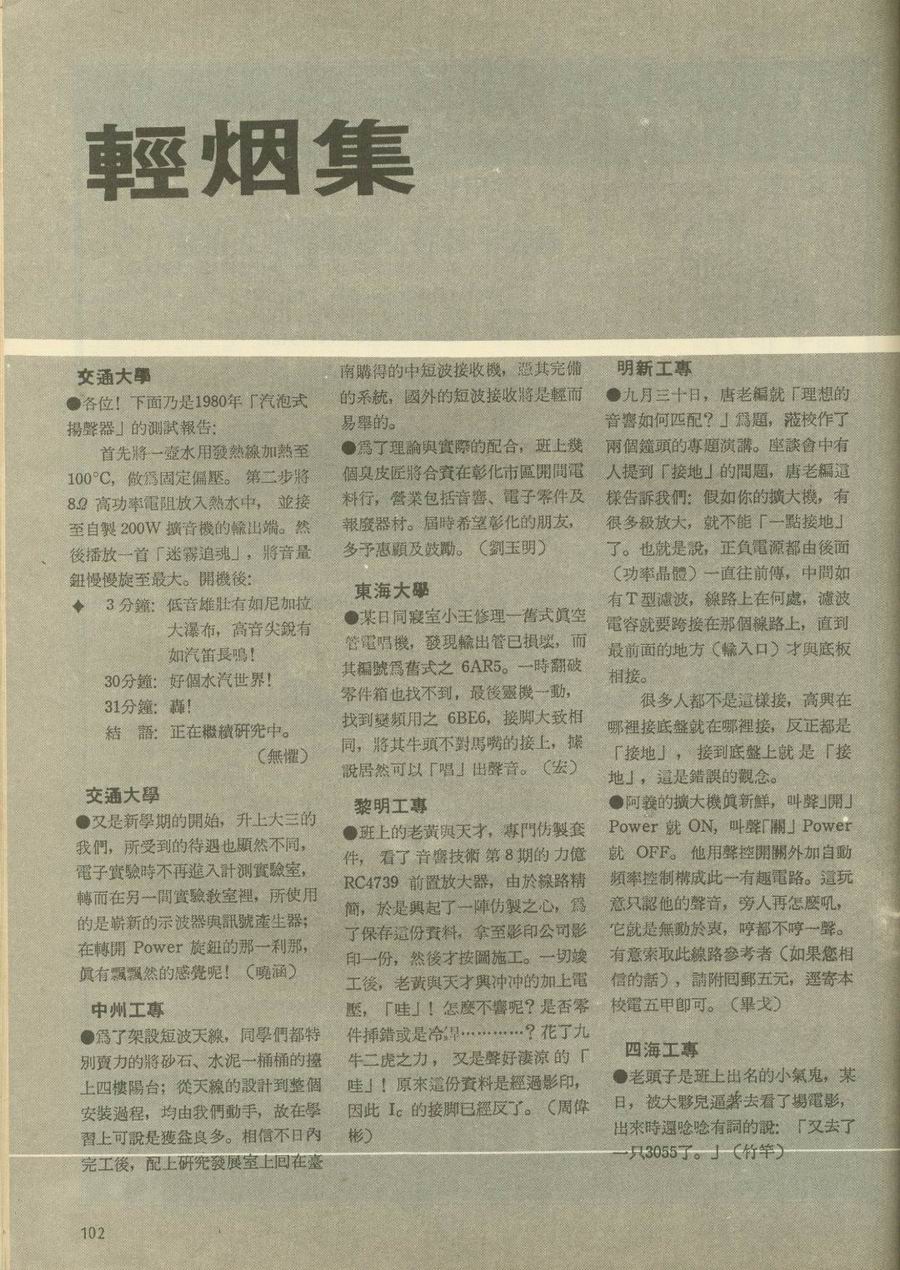 輕烟集
交通大學
●各位！下面乃是1980年「汽泡式
揚聲器」的測試報告：
首先將一壺水用發熱線加熱至
100°C，做爲固定偏壓。第二步將
8Ω 高功率電阻放入熱水中，並接
至自製 200W 擴音機的輸出端。然
後播放一首「迷霧追魂」，將音量
鈕慢慢旋至最大。開機後：
◆ 3 分鐘：低音雄壯有如尼加拉
大瀑布，高音尖銳有
如汽笛長鳴！
30分鐘：好個水汽世界！
31分鐘：轟！
結 語：正在繼續研究中。
（無懼）
交通大學
●又是新學期的開始，升上大三的
我們，所受到的待遇也顯然不同，
電子實驗時不再進入計測實驗室，
轉而在另一間實驗敎室裡，所使用
的是嶄新的示波器與訊號產生器；
在轉開 Power 旋鈕的那一刹那，
眞有飄飄然的感覺呢！（曉涵）
中州工專
●爲了架設短波天線，同學們都特
別賣力的將砂石、水泥一桶桶的擡
上四樓陽台；從天線的設計到整個
安裝過程，均由我們動手，故在學
習上可說是獲益良多。相信不日內
完工後，配上研究發展室上回在臺
南購得的中短波接收機，憑其完備
的系統，國外的短波接收將是輕而
易舉的。
●爲了理論與實際的配合，班上幾
個臭皮匠將合資在彰化市區開間電
料行，營業包括音響、電子零件及
報廢器材。屆時希望彰化的朋友，
多予惠顧及鼓勵。（劉玉明）
東海大學
●某日同寢室小王修理一舊式眞空
管電唱機，發現輸出管已損壞，而
其編號爲舊式之 6AR5。一時翻破
零件箱也找不到，最後靈機一動，
找到變頻用之 6BE6，接脚大致相
同，將其牛頭不對馬嘴的接上，據
說居然可以「唱」出聲音。（宏）
黎明工專
●班上的老黃與天才，專門仿製套
件，看了音響技術第 8 期的力億
RC4739 前置放大器，由於線路精
簡，於是興起了一陣仿製之心，爲
了保存這份資料，拿至影印公司影
印一份，然後才按圖施工。一切竣
工後，老黃與天才興冲冲的加上電
壓，「哇」！怎麼不響呢？是否零
件揷錯或是冷焊…………？花了九
牛二虎之力，又是聲好淒涼的「
哇」！原來這份資料是經過影印，
因此 Ic 的接脚已經反了。（周偉
彬）
明新工專
●九月三十日，唐老編就「理想的
音響如何匹配？」爲題，蒞校作了
兩個鐘頭的專題演講。座談會中有
人提到「接地」的問題，唐老編這
樣告訴我們：假如你的擴大機，有
很多級放大，就不能「一點接地」
了。也就是說，正負電源都由後面
（功率晶體）一直往前傳，中間如
有T型濾波，線路上在何處，濾波
電容就要跨接在那個線路上，直到
最前面的地方（輸入口）才與底板
相接。
很多人都不是這樣接，高興在
哪裡接底盤就在哪裡接，反正都是
「接地」，接到底盤上就是「接
地」，這是錯誤的觀念。
●阿義的擴大機眞新鮮，叫聲」開」
Power 就 ON，叫聲「關」Power
就 OFF。他用聲控開關外加自動
頻率控制構成此一有趣電路。這玩
意只認他的聲音，旁人再怎麼吼，
它就是無動於衷，哼都不哼一聲。
有意索取此線路參考者（如果您相
信的話），請附回郵五元，逕寄本
校電五甲卽可。（畢戈）
四海工專
●老頭子是班上出名的小氣鬼，某
日，被大夥兒逼著去看了場電影，
出來時還唸唸有詞的說：「又去了
一只3055了。」（竹竿）
102